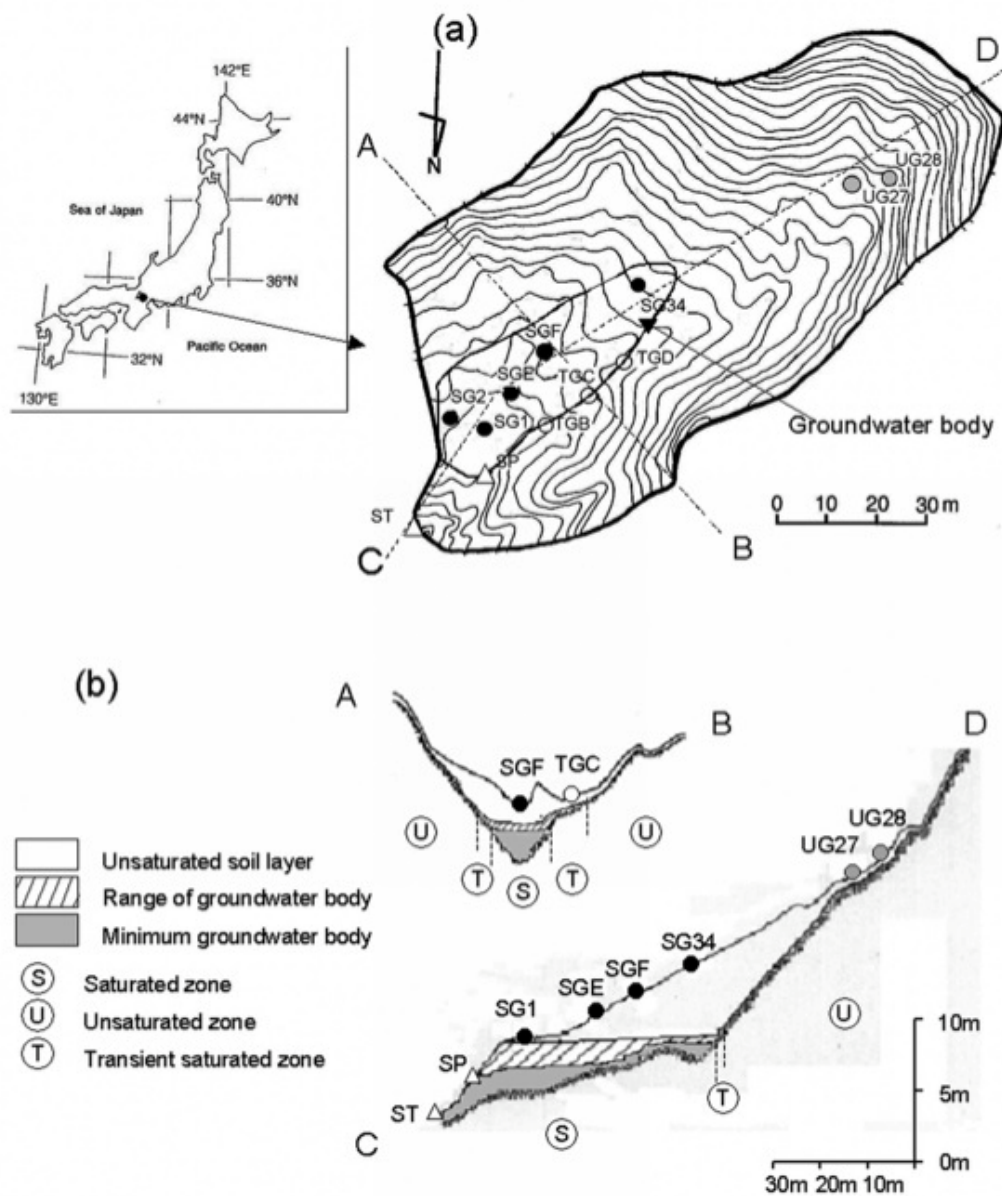 (a)
142°E
44°N
Sea of Japan
40°N
36°N
Pacific Ocean
32°N
130°E
N
A
D
UG28
UG27
SG34
SGF
TGD
SGE
TGC
SG2
SG1
TGB
SP
Groundwater body
ST
C
B
0 10 20 30 m
(b)
A
B
D
SGF
TGC
UG28
UG27
U
U
T
S
T
Unsaturated soil layer
Range of groundwater body
Minimum groundwater body
S
Saturated zone
U
Unsaturated zone
T
Transient saturated zone
SG34
SGF
SGE
SG1
SP
ST
U
T
S
C
10m
5m
0m
30m 20m 10m